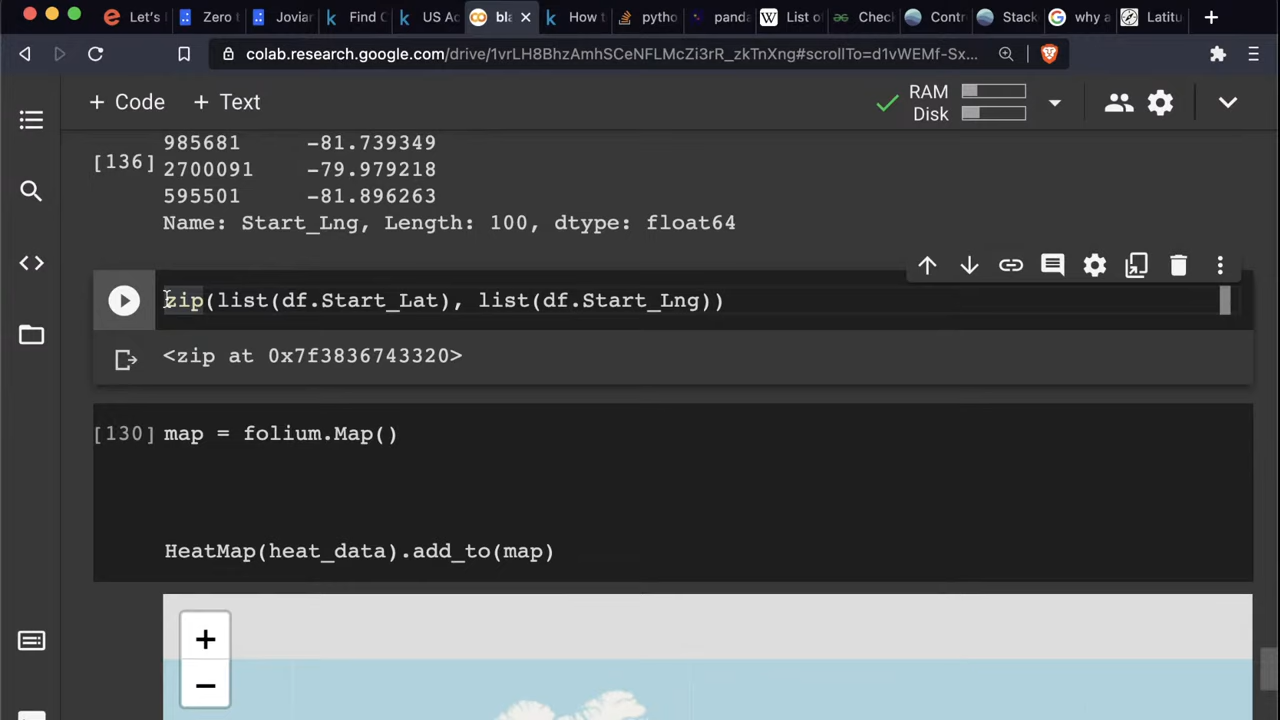 Let's
Zero t
Joviar
Find C
US Ac
bla
How t
pytho
panda
List o
Check
Contr
Stack
why a
Latitu
colab.research.google.com/drive/1vrLH8BhzAmhSCeNFLMcZi3rR_zkTnXng#scrollTo=d1vWEMf-Sx...
+ Code + Text
RAM
Disk
985681 -81.739349
[136]
2700091 -79.979218
595501 -81.896263
Name: Start_Lng, Length: 100, dtype: float64
zip(list(df.Start_Lat), list(df.Start_Lng))
<zip at 0x7f3836743320>
[130] map = folium.Map()
HeatMap(heat_data).add_to(map)
+
−